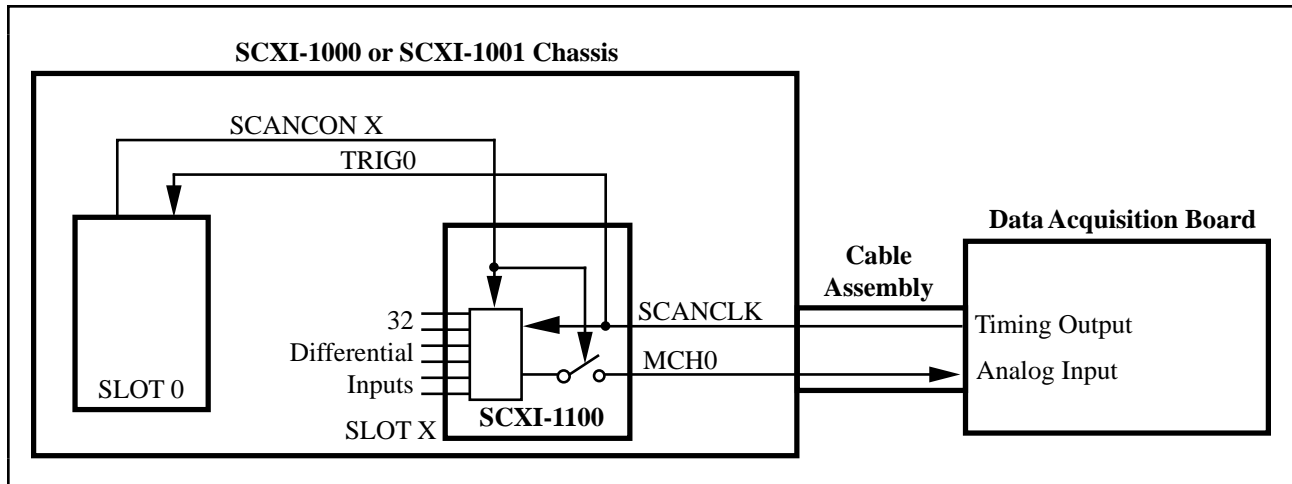 SCXI-1000 or SCXI-1001 Chassis
SCANCON X
TRIG0
Data Acquisition Board
Cable
Assembly
SCANCLK
Timing Output
32
Differential
Inputs
MCH0
Analog Input
SLOT 0
SCXI-1100
SLOT X